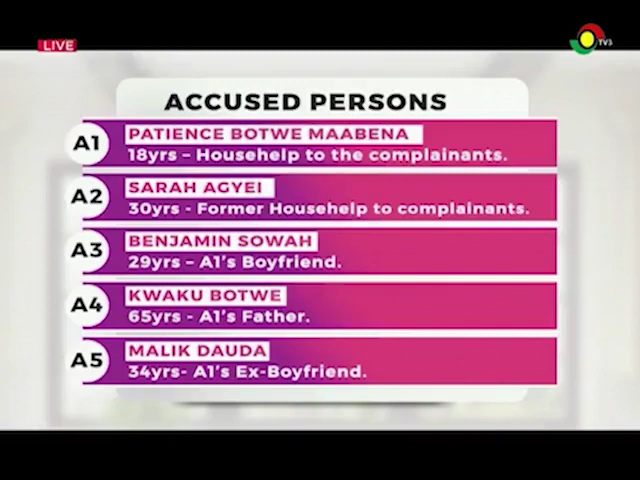 LIVE
TV3
ACCUSED PERSONS
A1
PATIENCE BOTWE MAABENA
18yrs – Househelp to the complainants.
A2
SARAH AGYEI
30yrs - Former Househelp to complainants.
A3
BENJAMIN SOWAH
29yrs – A1's Boyfriend.
A4
KWAKU BOTWE
65yrs - A1's Father.
A5
MALIK DAUDA
34yrs- A1's Ex-Boyfriend.